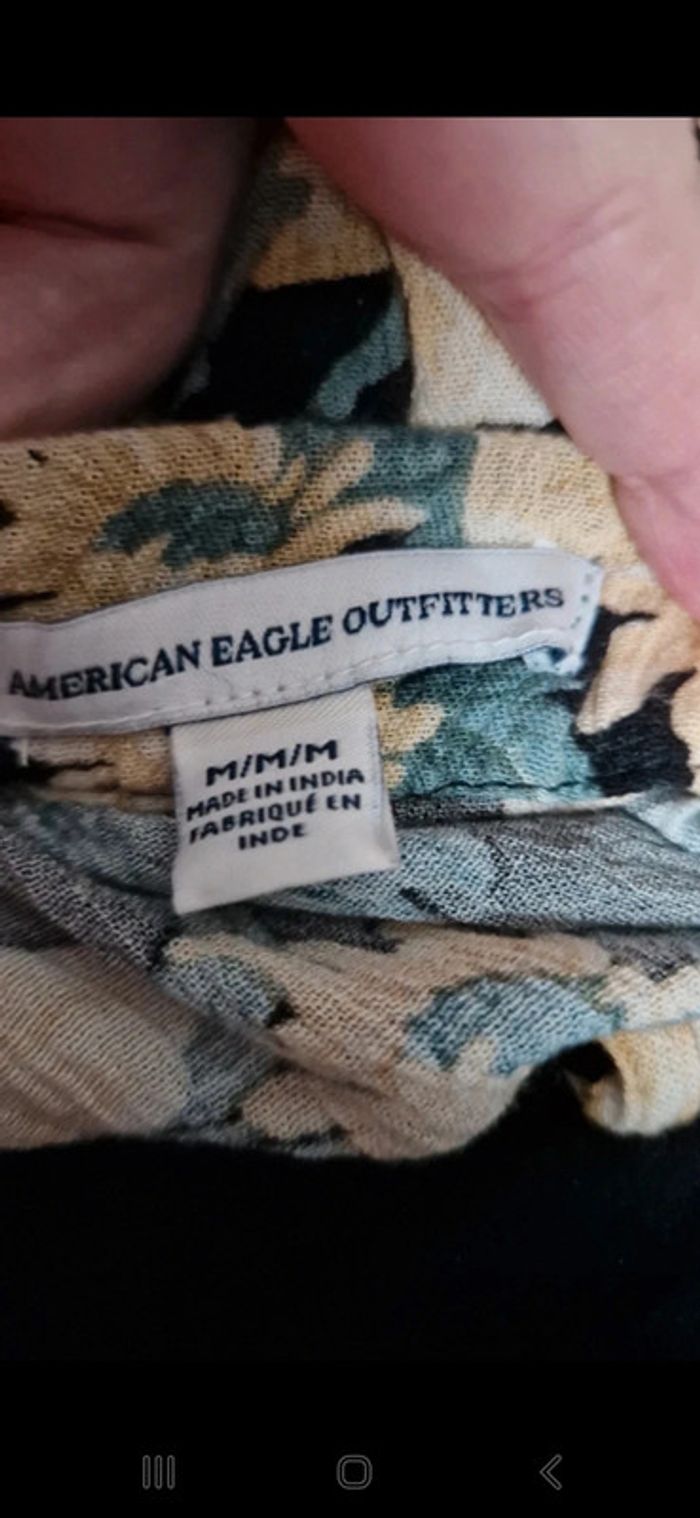 AMERICAN EAGLE OUTFITTERS
M/M/M
MADE IN INDIA
FABRIQUÉ EN
INDE